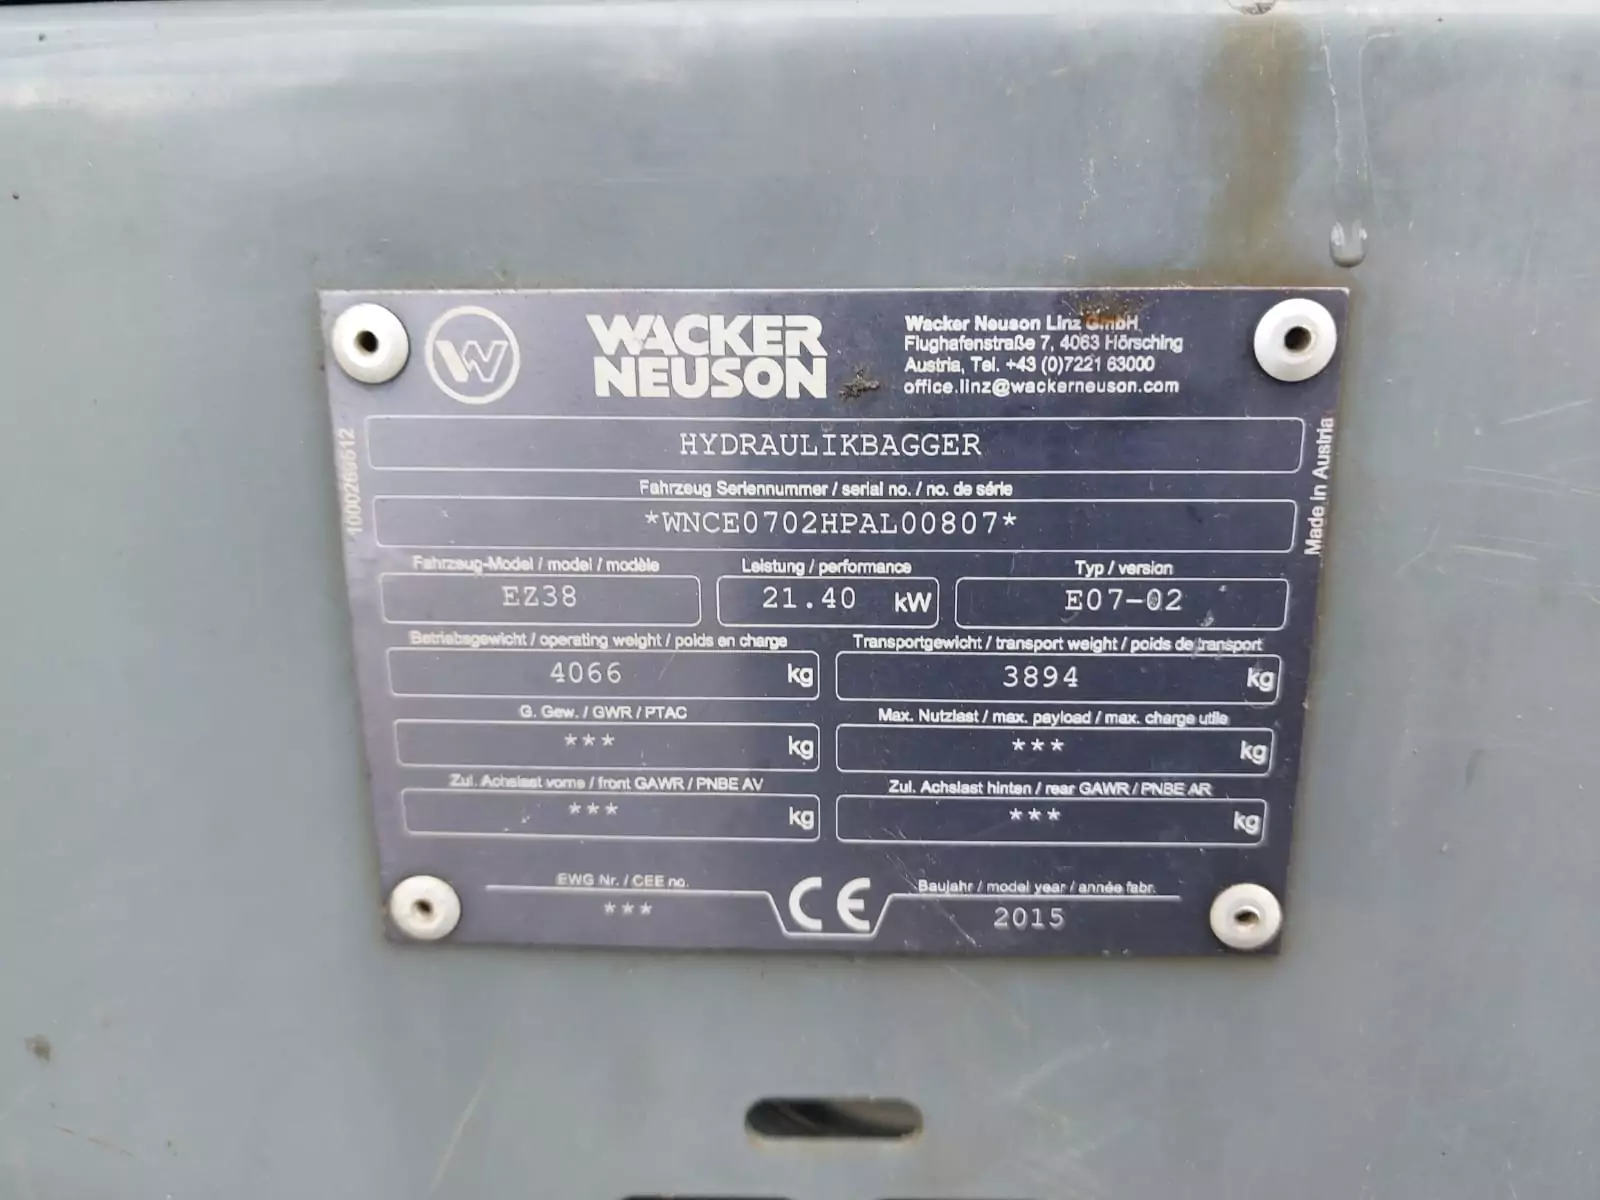 W
WACKER
NEUSON
Wacker Neuson Linz GmbH
Flughafenstraße 7, 4063 Hörsching
Austria, Tel. +43 (0)7221 63000
office.linz@wackerneuson.com
HYDRAULIKBAGGER
Fahrzeug Seriennummer / serial no. / no. de série
*WNCE0702HPAL00807*
Fahrzeug-Model / model / modèle
EZ38
Leistung / performance
21.40 kW
Typ / version
E07-02
Betriebsgewicht / operating weight / poids en charge
4066 kg
Transportgewicht / transport weight / poids de transport
3894 kg
G. Gew. / GWR / PTAC
*** kg
Max. Nutzlast / max. payload / max. charge utile
*** kg
Zul. Achslast vorne / front GAWR / PNBE AV
*** kg
Zul. Achslast hinten / rear GAWR / PNBE AR
*** kg
EWG Nr. / CEE no.
***
CE
Baujahr / model year / année fabr.
2015
Made in Austria